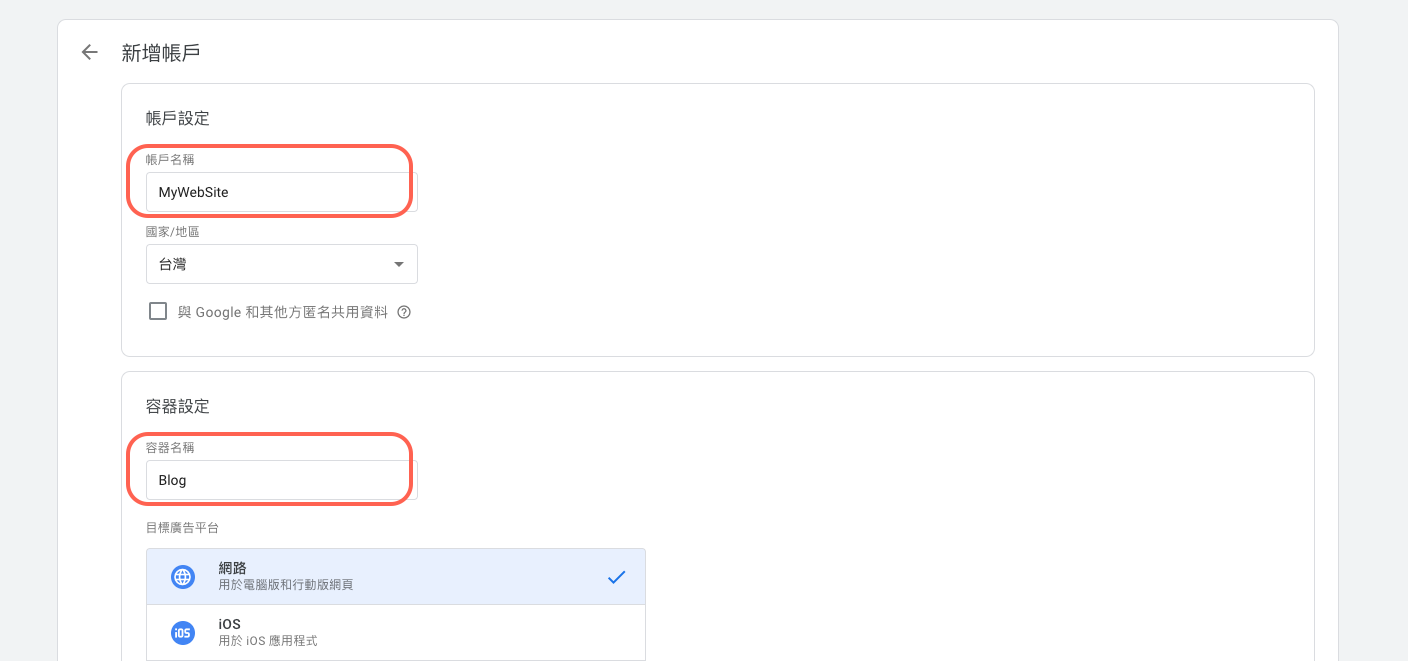 新增帳戶
帳戶設定
帳戶名稱
MyWebSite
國家/地區
台灣
與 Google 和其他方匿名共用資料
容器設定
容器名稱
Blog
目標廣告平台
網路
用於電腦版和行動版網頁
iOS
iOS
用於 iOS 應用程式